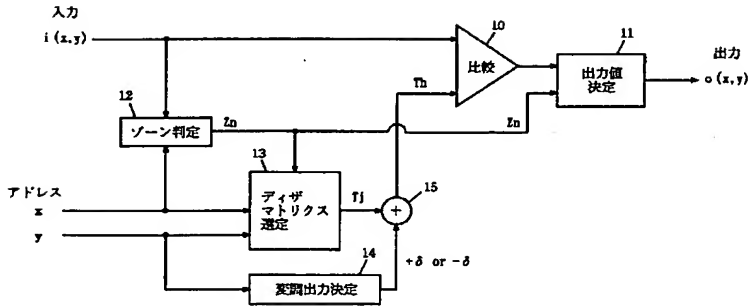 入力
i(x,y)
10
比較
11
出力値
決定
出力
o(x,y)
Th
12
ゾーン判定
Zn
Zn
13
ディザ
マトリクス
選定
Tj
15
+
アドレス
x
y
+δ or -δ
14
変調出力決定